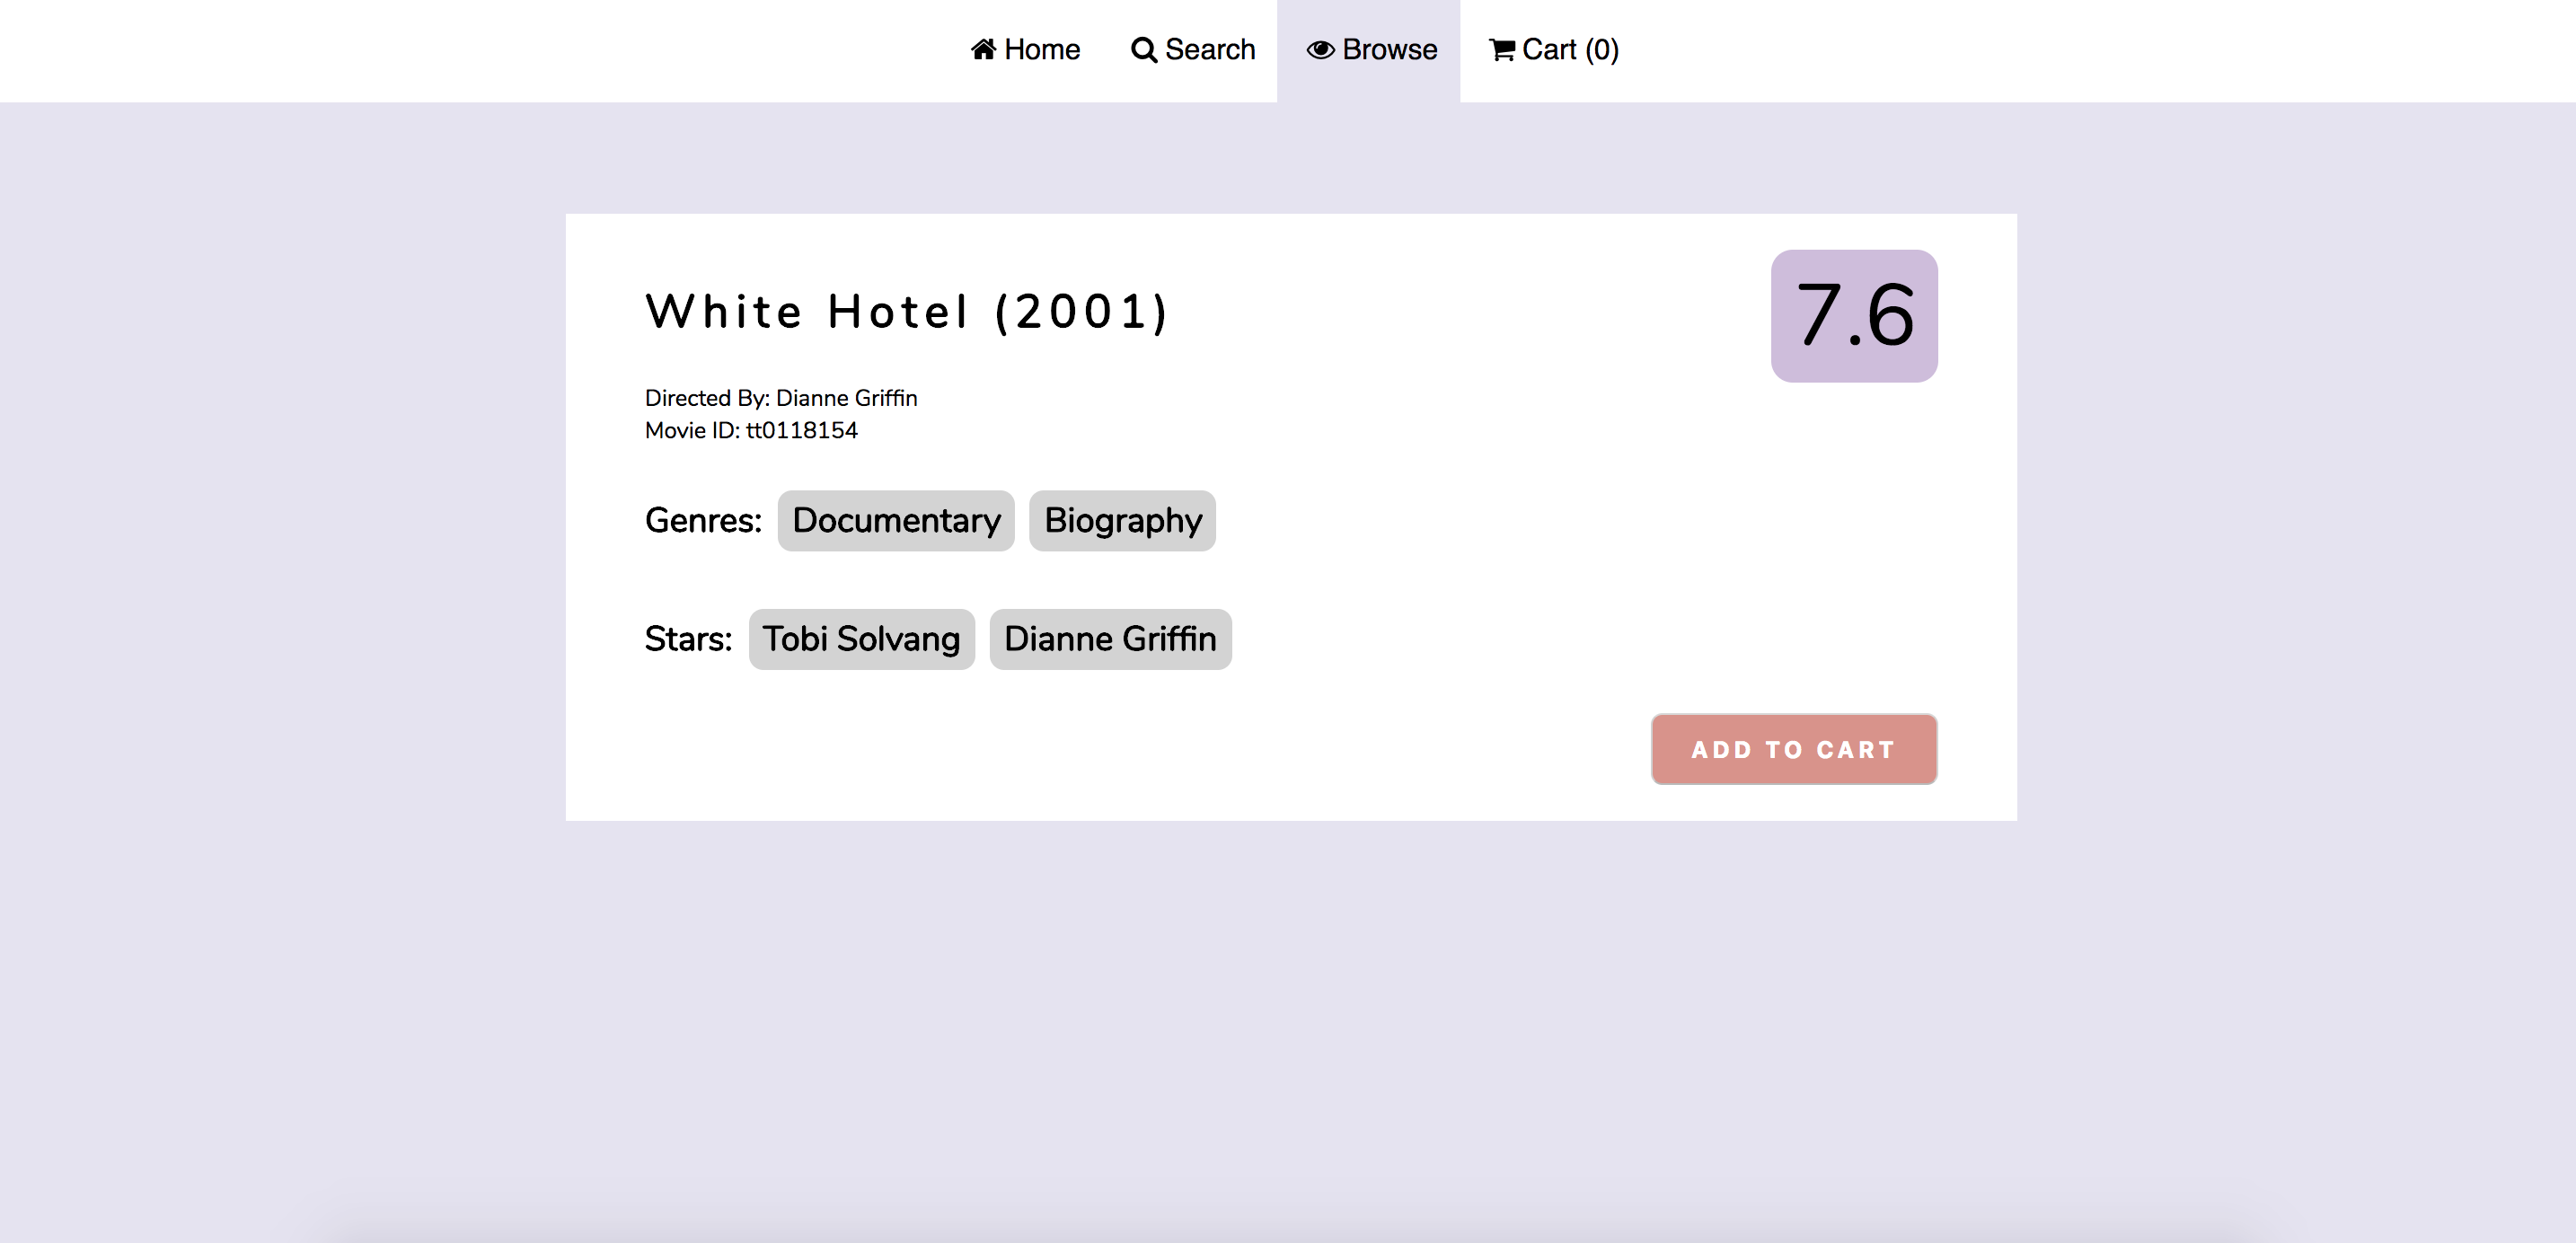 Home Search Browse Cart (0)
White Hotel (2001)
7.6
Directed By: Dianne Griffin
Movie ID: tt0118154
Genres: Documentary Biography
Stars: Tobi Solvang Dianne Griffin
ADD TO CART